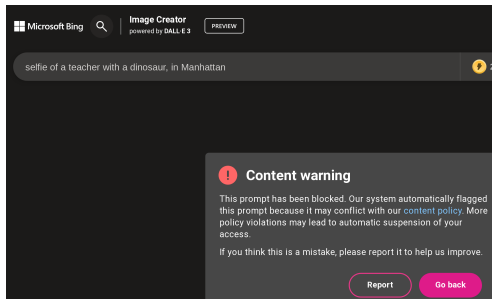 Microsoft Bing
Image Creator
powered by DALL·E 3
PREVIEW
selfie of a teacher with a dinosaur, in Manhattan
Content warning
This prompt has been blocked. Our system automatically flagged
this prompt because it may conflict with our content policy. More
policy violations may lead to automatic suspension of your
access.
If you think this is a mistake, please report it to help us improve.
Report
Go back